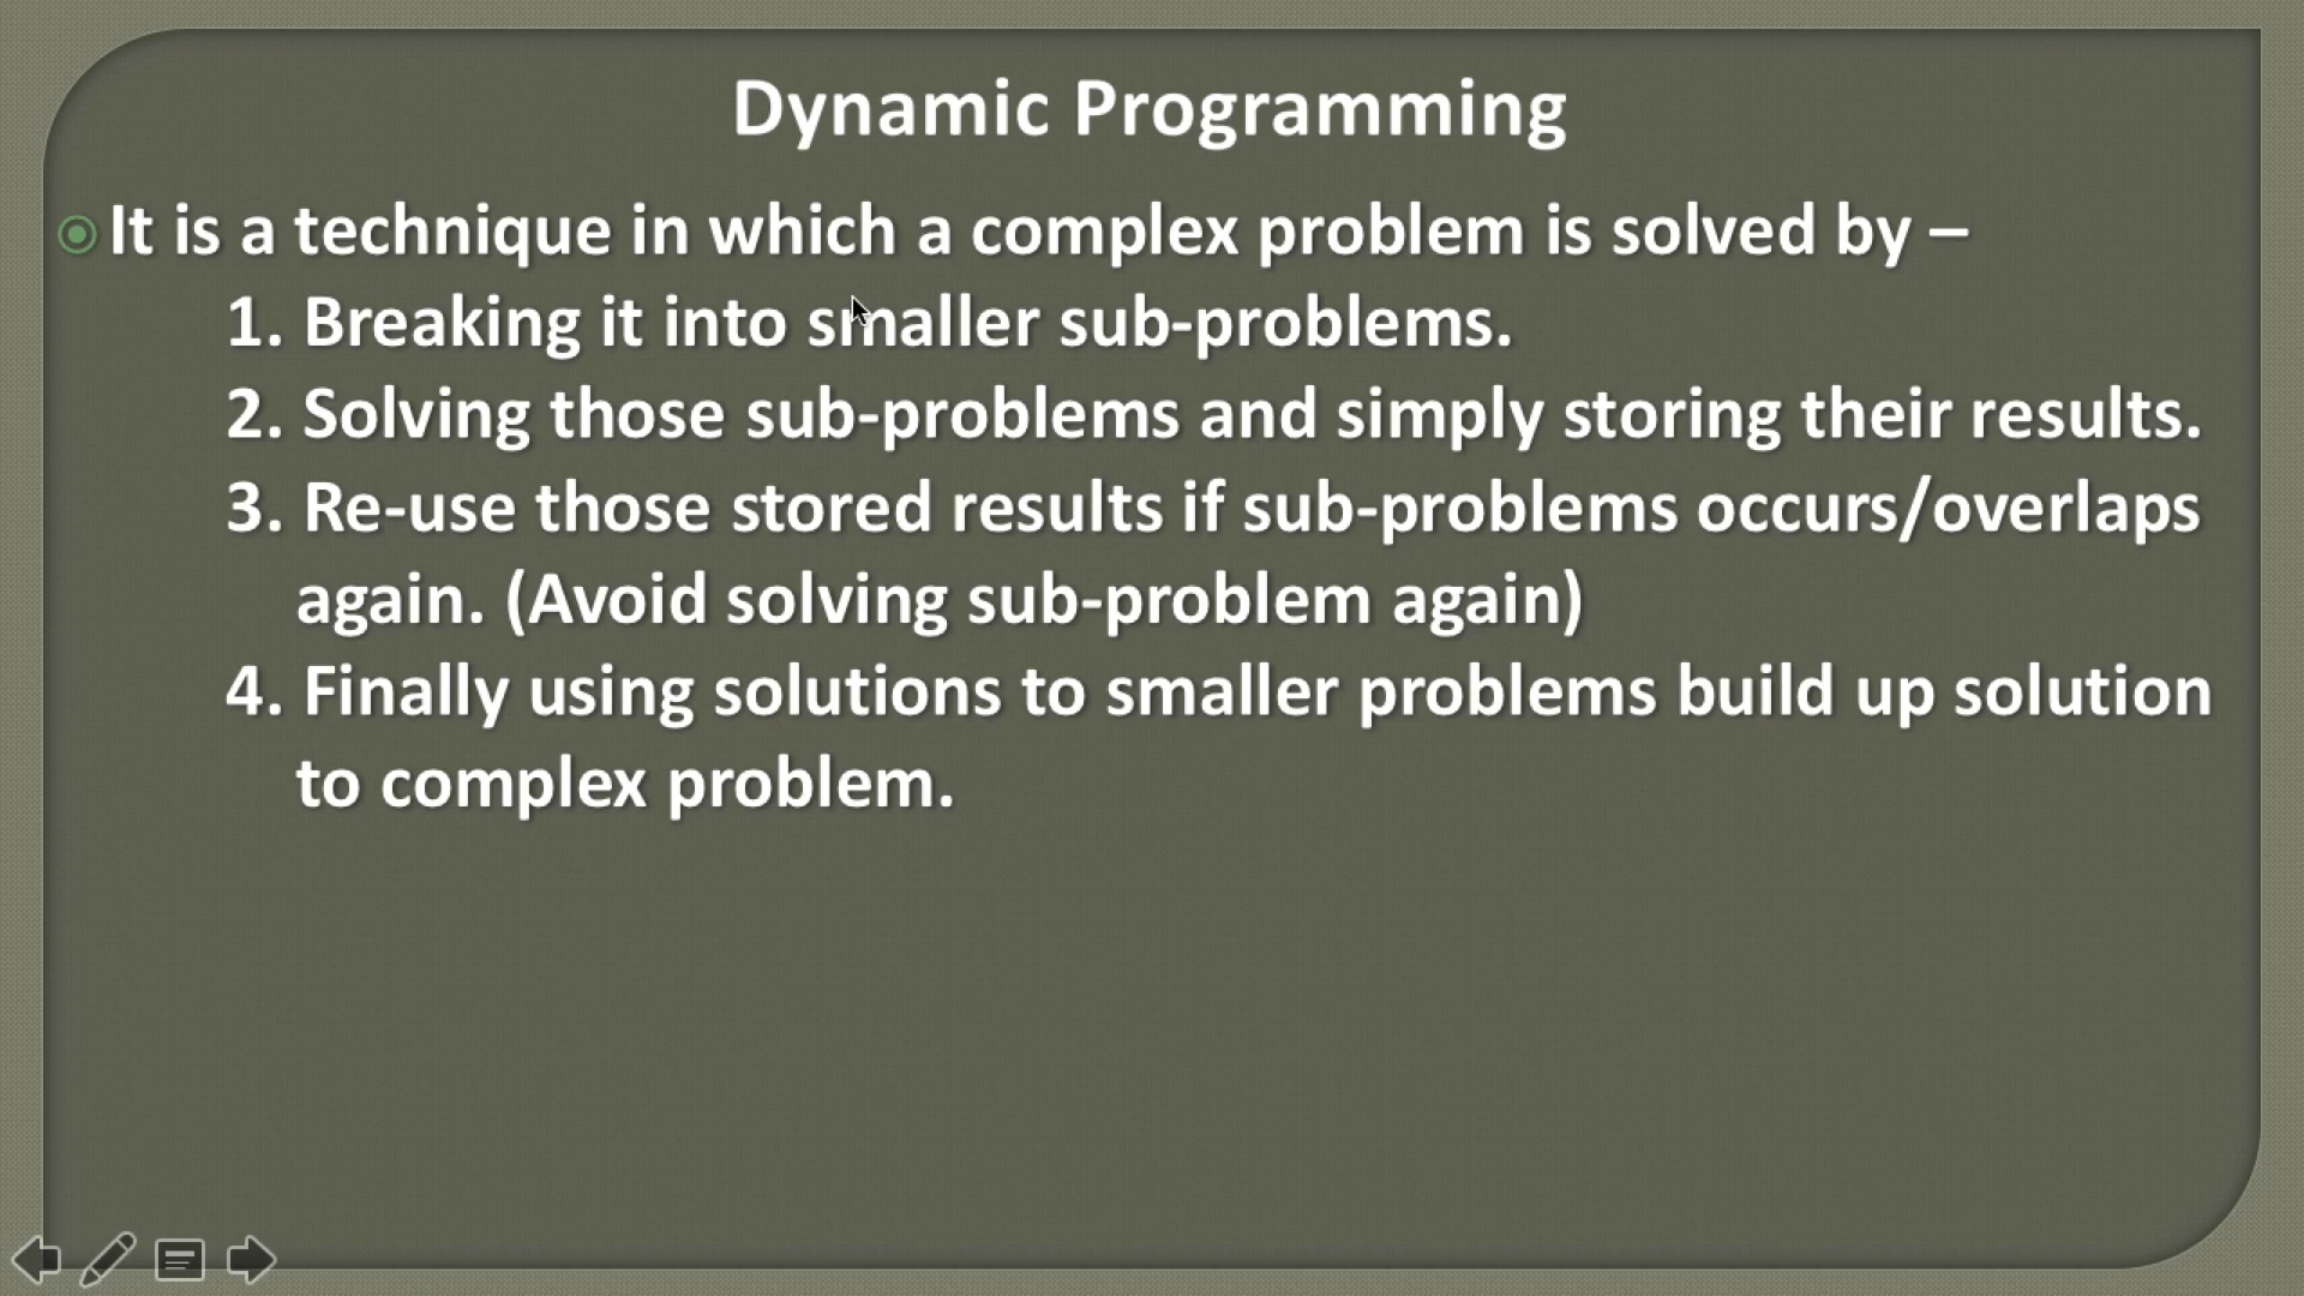 Dynamic Programming
It is a technique in which a complex problem is solved by –
1. Breaking it into smaller sub-problems.
2. Solving those sub-problems and simply storing their results.
3. Re-use those stored results if sub-problems occurs/overlaps
again. (Avoid solving sub-problem again)
4. Finally using solutions to smaller problems build up solution
to complex problem.